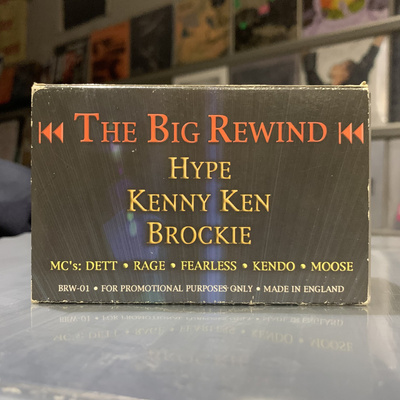 ⏮ THE BIG REWIND ⏮
HYPE
KENNY KEN
BROCKIE
MC's: DETT • RAGE • FEARLESS • KENDO • MOOSE
BRW-01 • FOR PROMOTIONAL PURPOSES ONLY • MADE IN ENGLAND